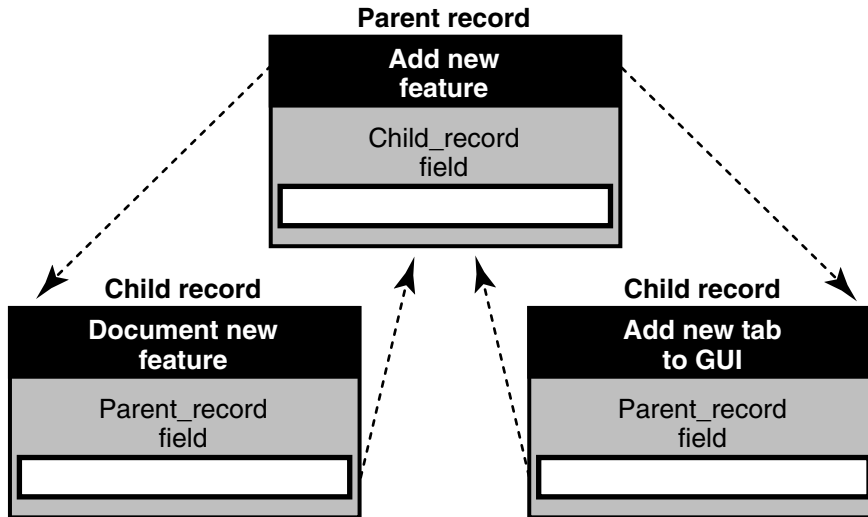 Parent record
Add new
feature
Child_record
field
Child record
Document new
feature
Parent_record
field
Child record
Add new tab
to GUI
Parent_record
field